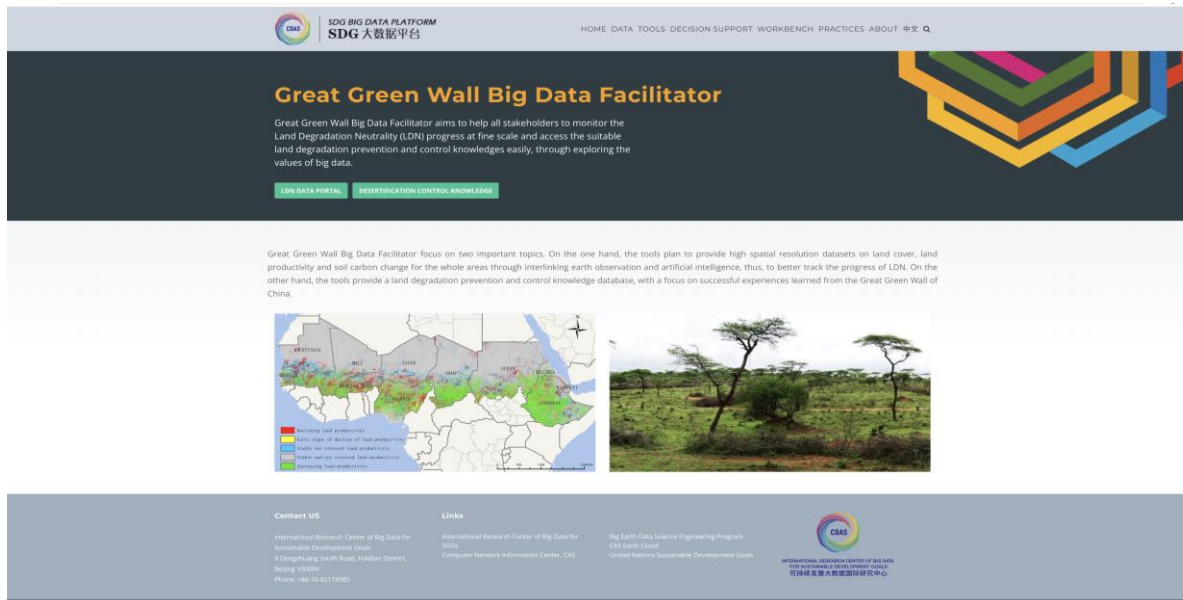 CBAS
SDG BIG DATA PLATFORM
SDG 大数据平台
HOME DATA TOOLS DECISION SUPPORT WORKBENCH PRACTICES ABOUT 中文
Great Green Wall Big Data Facilitator
Great Green Wall Big Data Facilitator aims to help all stakeholders to monitor the
Land Degradation Neutrality (LDN) progress at fine scale and access the suitable
land degradation prevention and control knowledges easily, through exploring the
values of big data.
LDN DATA PORTAL
DESERTIFICATION CONTROL KNOWLEDGE
Great Green Wall Big Data Facilitator focus on two important topics. On the one hand, the tools plan to provide high spatial resolution datasets on land cover, land
productivity and soil carbon change for the whole areas through interlinking earth observation and artificial intelligence, thus, to better track the progress of LDN. On the
other hand, the tools provide a land degradation prevention and control knowledge database, with a focus on successful experiences learned from the Great Green Wall of
China.
MALI
NIGER
CHAD
SUDAN
NIGERIA
ETHIOPIA
Declining land productivity
Early signs of decline of land productivity
Stable but stressed land productivity
Stable and not stressed land productivity
Increasing land productivity
Contact US
International Research Center of Big Data for
Sustainable Development Goals
9 Dengzhuang South Road, Haidian District,
Beijing 100094
Phone: +86-10-82178985
Links
International Research Center of Big Data for
SDGs
Computer Network Information Center, CAS
Big Earth Data Science Engineering Program
CAS Earth Cloud
United Nations Sustainable Development Goals
CBAS
INTERNATIONAL RESEARCH CENTER OF BIG DATA
FOR SUSTAINABLE DEVELOPMENT GOALS
可持续发展大数据国际研究中心